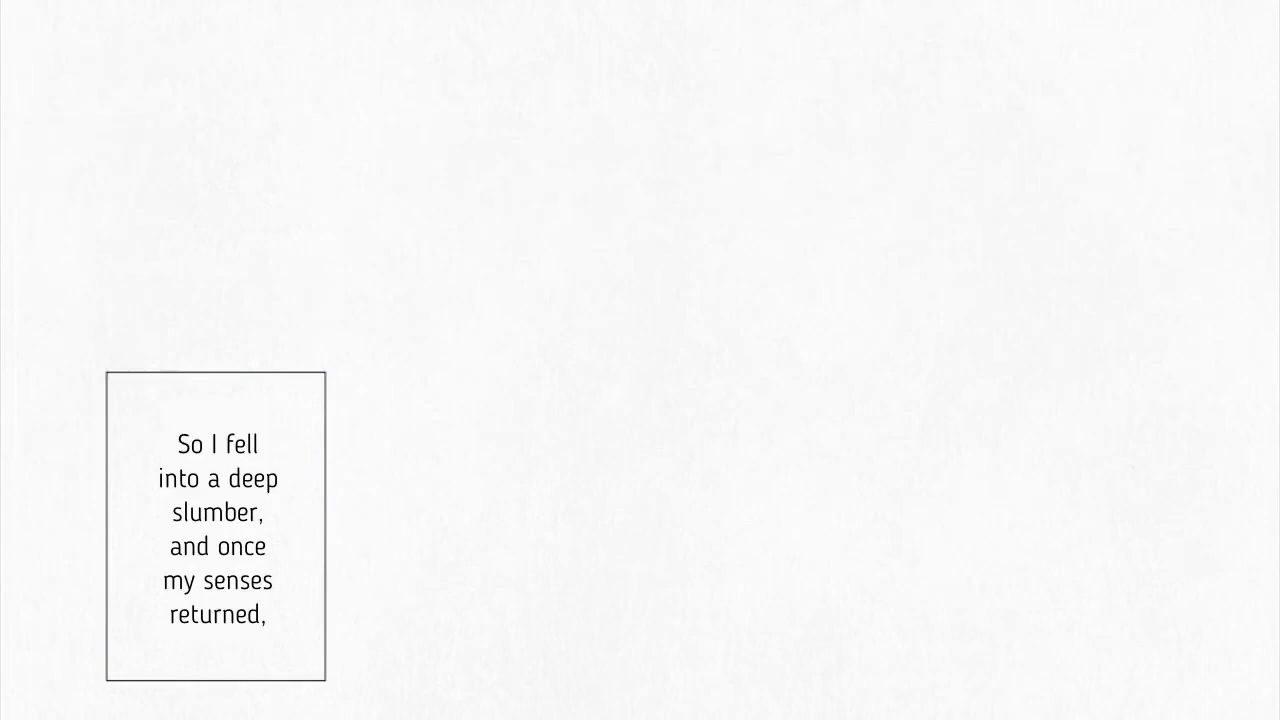 So I fell
into a deep
slumber,
and once
my senses
returned,